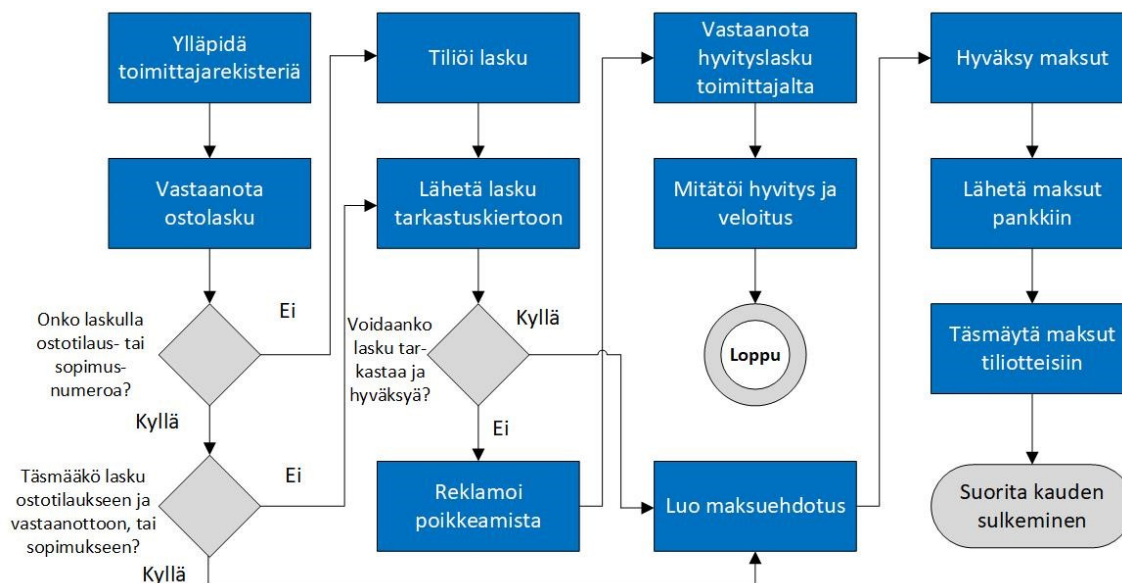 Ylläpidä
toimittajarekisteriä
Vastaanota
ostolasku
Onko laskulla
ostotilaus- tai
sopimus-
numeroa?
Ei
Kyllä
Täsmääkö lasku
ostotilaukseen ja
vastaanottoon, tai
sopimukseen?
Ei
Kyllä
Tiliöi lasku
Lähetä lasku
tarkastuskiertoon
Voidaanko
lasku tar-
kastaa ja
hyväksyä?
Kyllä
Ei
Reklamoi
poikkeamista
Vastaanota
hyvityslasku
toimittajalta
Mitätöi hyvitys ja
veloitus
Loppu
Luo maksuehdotus
Hyväksy maksut
Lähetä maksut
pankkiin
Täsmäytä maksut
tiliotteisiin
Suorita kauden
sulkeminen